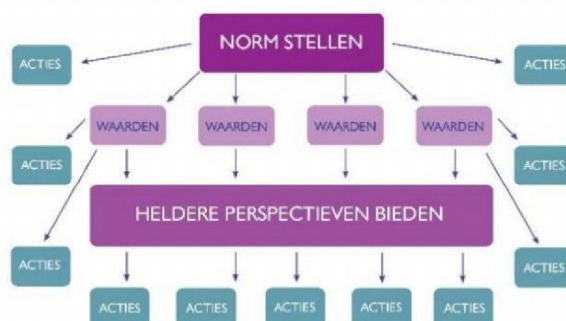 NORM STELLEN
ACTIES
ACTIES
WAARDEN
WAARDEN
WAARDEN
WAARDEN
ACTIES
ACTIES
HELDERE PERSPECTIEVEN BIEDEN
ACTIES
ACTIES
ACTIES
ACTIES
ACTIES
ACTIES
ACTIES